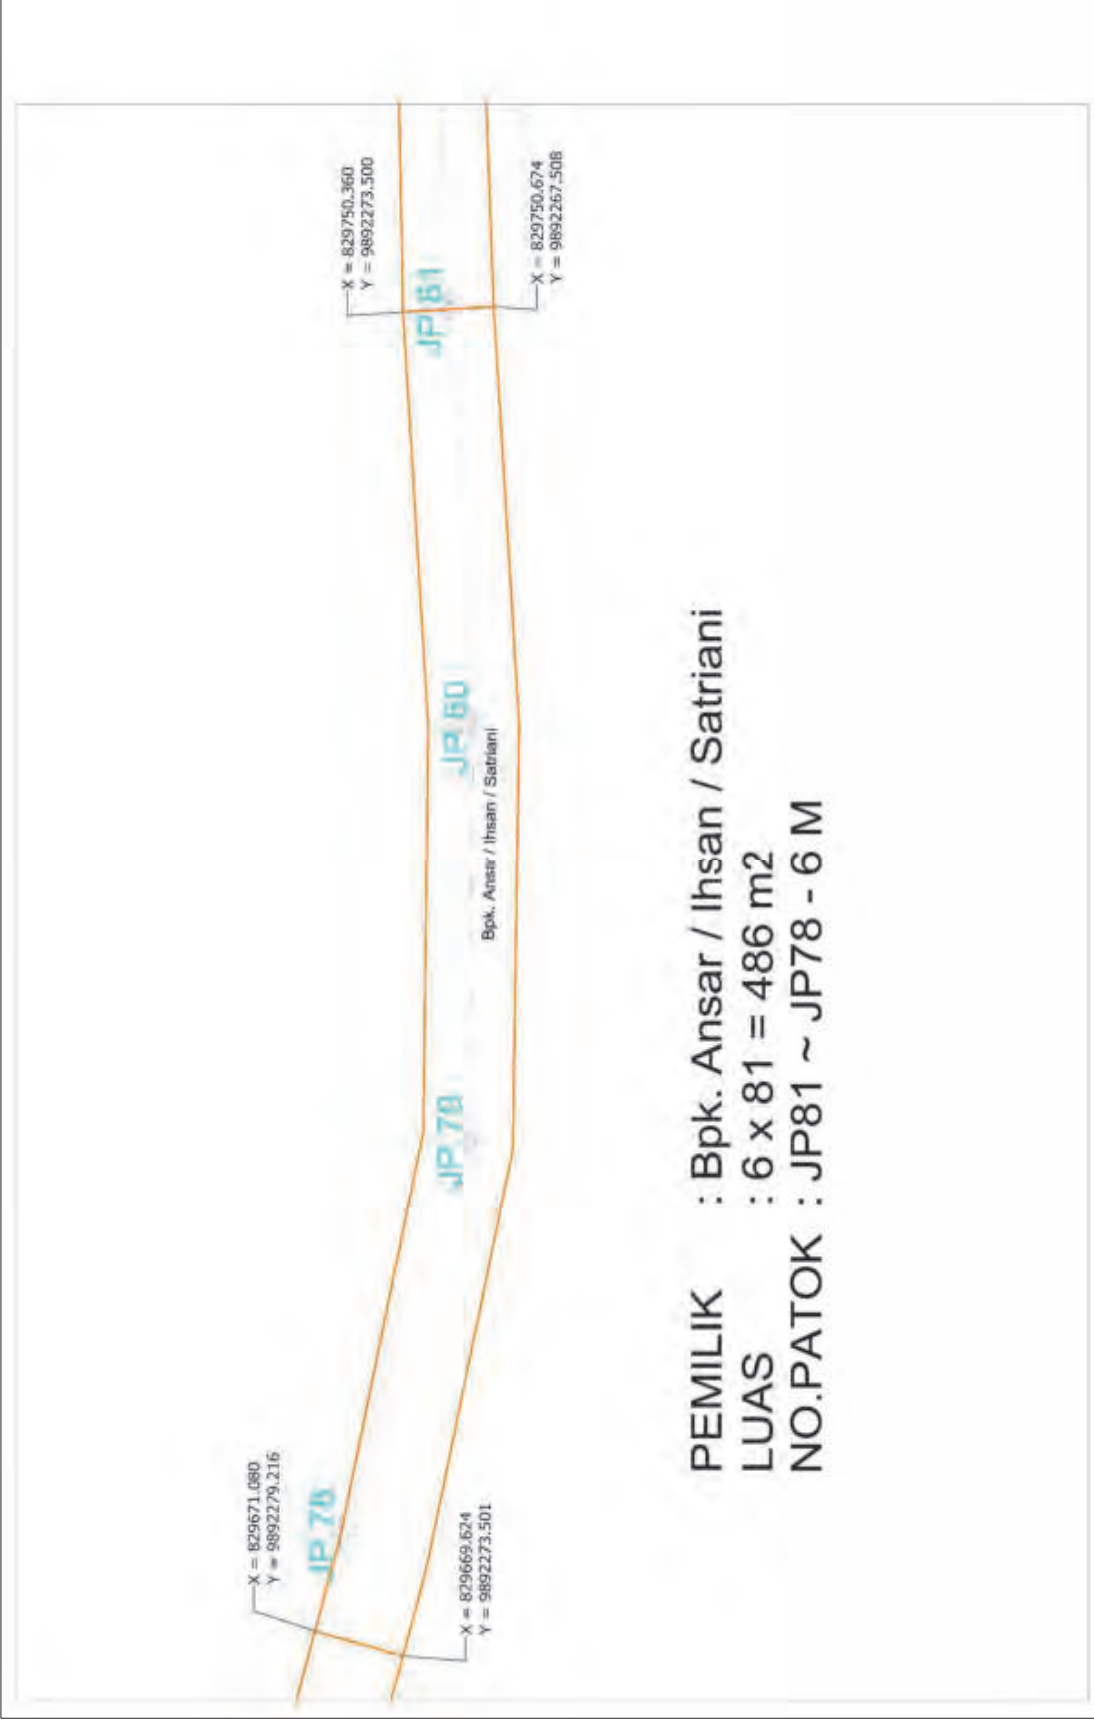 X = 829671.080
Y = 9892279.216
JP 78
X = 829669.624
Y = 9892273.501
JP 79
Bpk. Ansar / Ihsan / Satriani
JP 80
JP 81
X = 829750.360
Y = 9892273.500
X = 829750.674
Y = 9892267.508
PEMILIK : Bpk. Ansar / Ihsan / Satriani
LUAS : 6 x 81 = 486 m2
NO.PATOK : JP81 ~ JP78 - 6 M